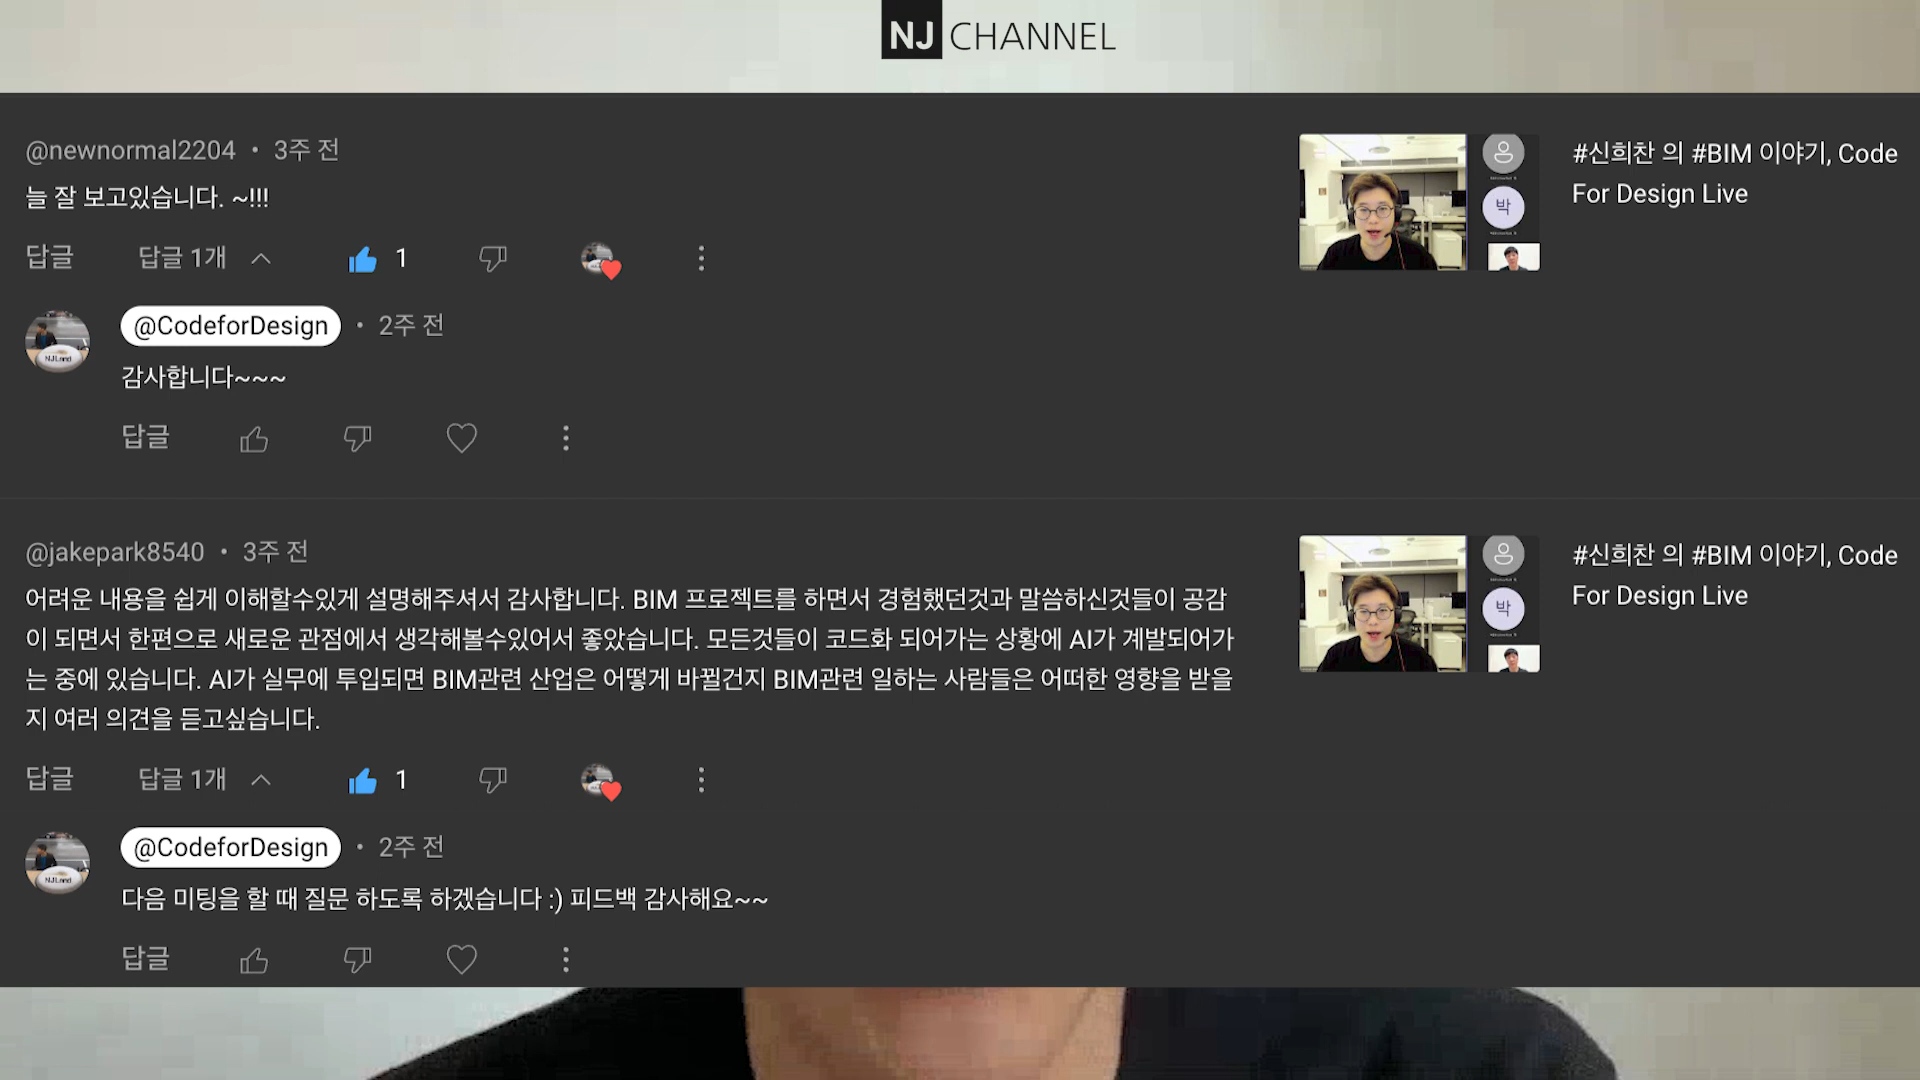 NJ CHANNEL
@newnormal2204 • 3주 전
늘 잘 보고있습니다. ~!!!
답글 답글 1개 1
@CodeforDesign • 2주 전
감사합니다~~~
답글
#신희찬 의 #BIM 이야기, Code
For Design Live
박
@jakepark8540 • 3주 전
어려운 내용을 쉽게 이해할수있게 설명해주셔서 감사합니다. BIM 프로젝트를 하면서 경험했던것과 말씀하신것들이 공감
이 되면서 한편으로 새로운 관점에서 생각해볼수있어서 좋았습니다. 모든것들이 코드화 되어가는 상황에 AI가 계발되어가
는 중에 있습니다. AI가 실무에 투입되면 BIM관련 산업은 어떻게 바뀔건지 BIM관련 일하는 사람들은 어떠한 영향을 받을
지 여러 의견을 듣고싶습니다.
답글 답글 1개 1
@CodeforDesign • 2주 전
NJ Land
다음 미팅을 할 때 질문 하도록 하겠습니다 :) 피드백 감사해요~~
답글
#신희찬 의 #BIM 이야기, Code
For Design Live
박